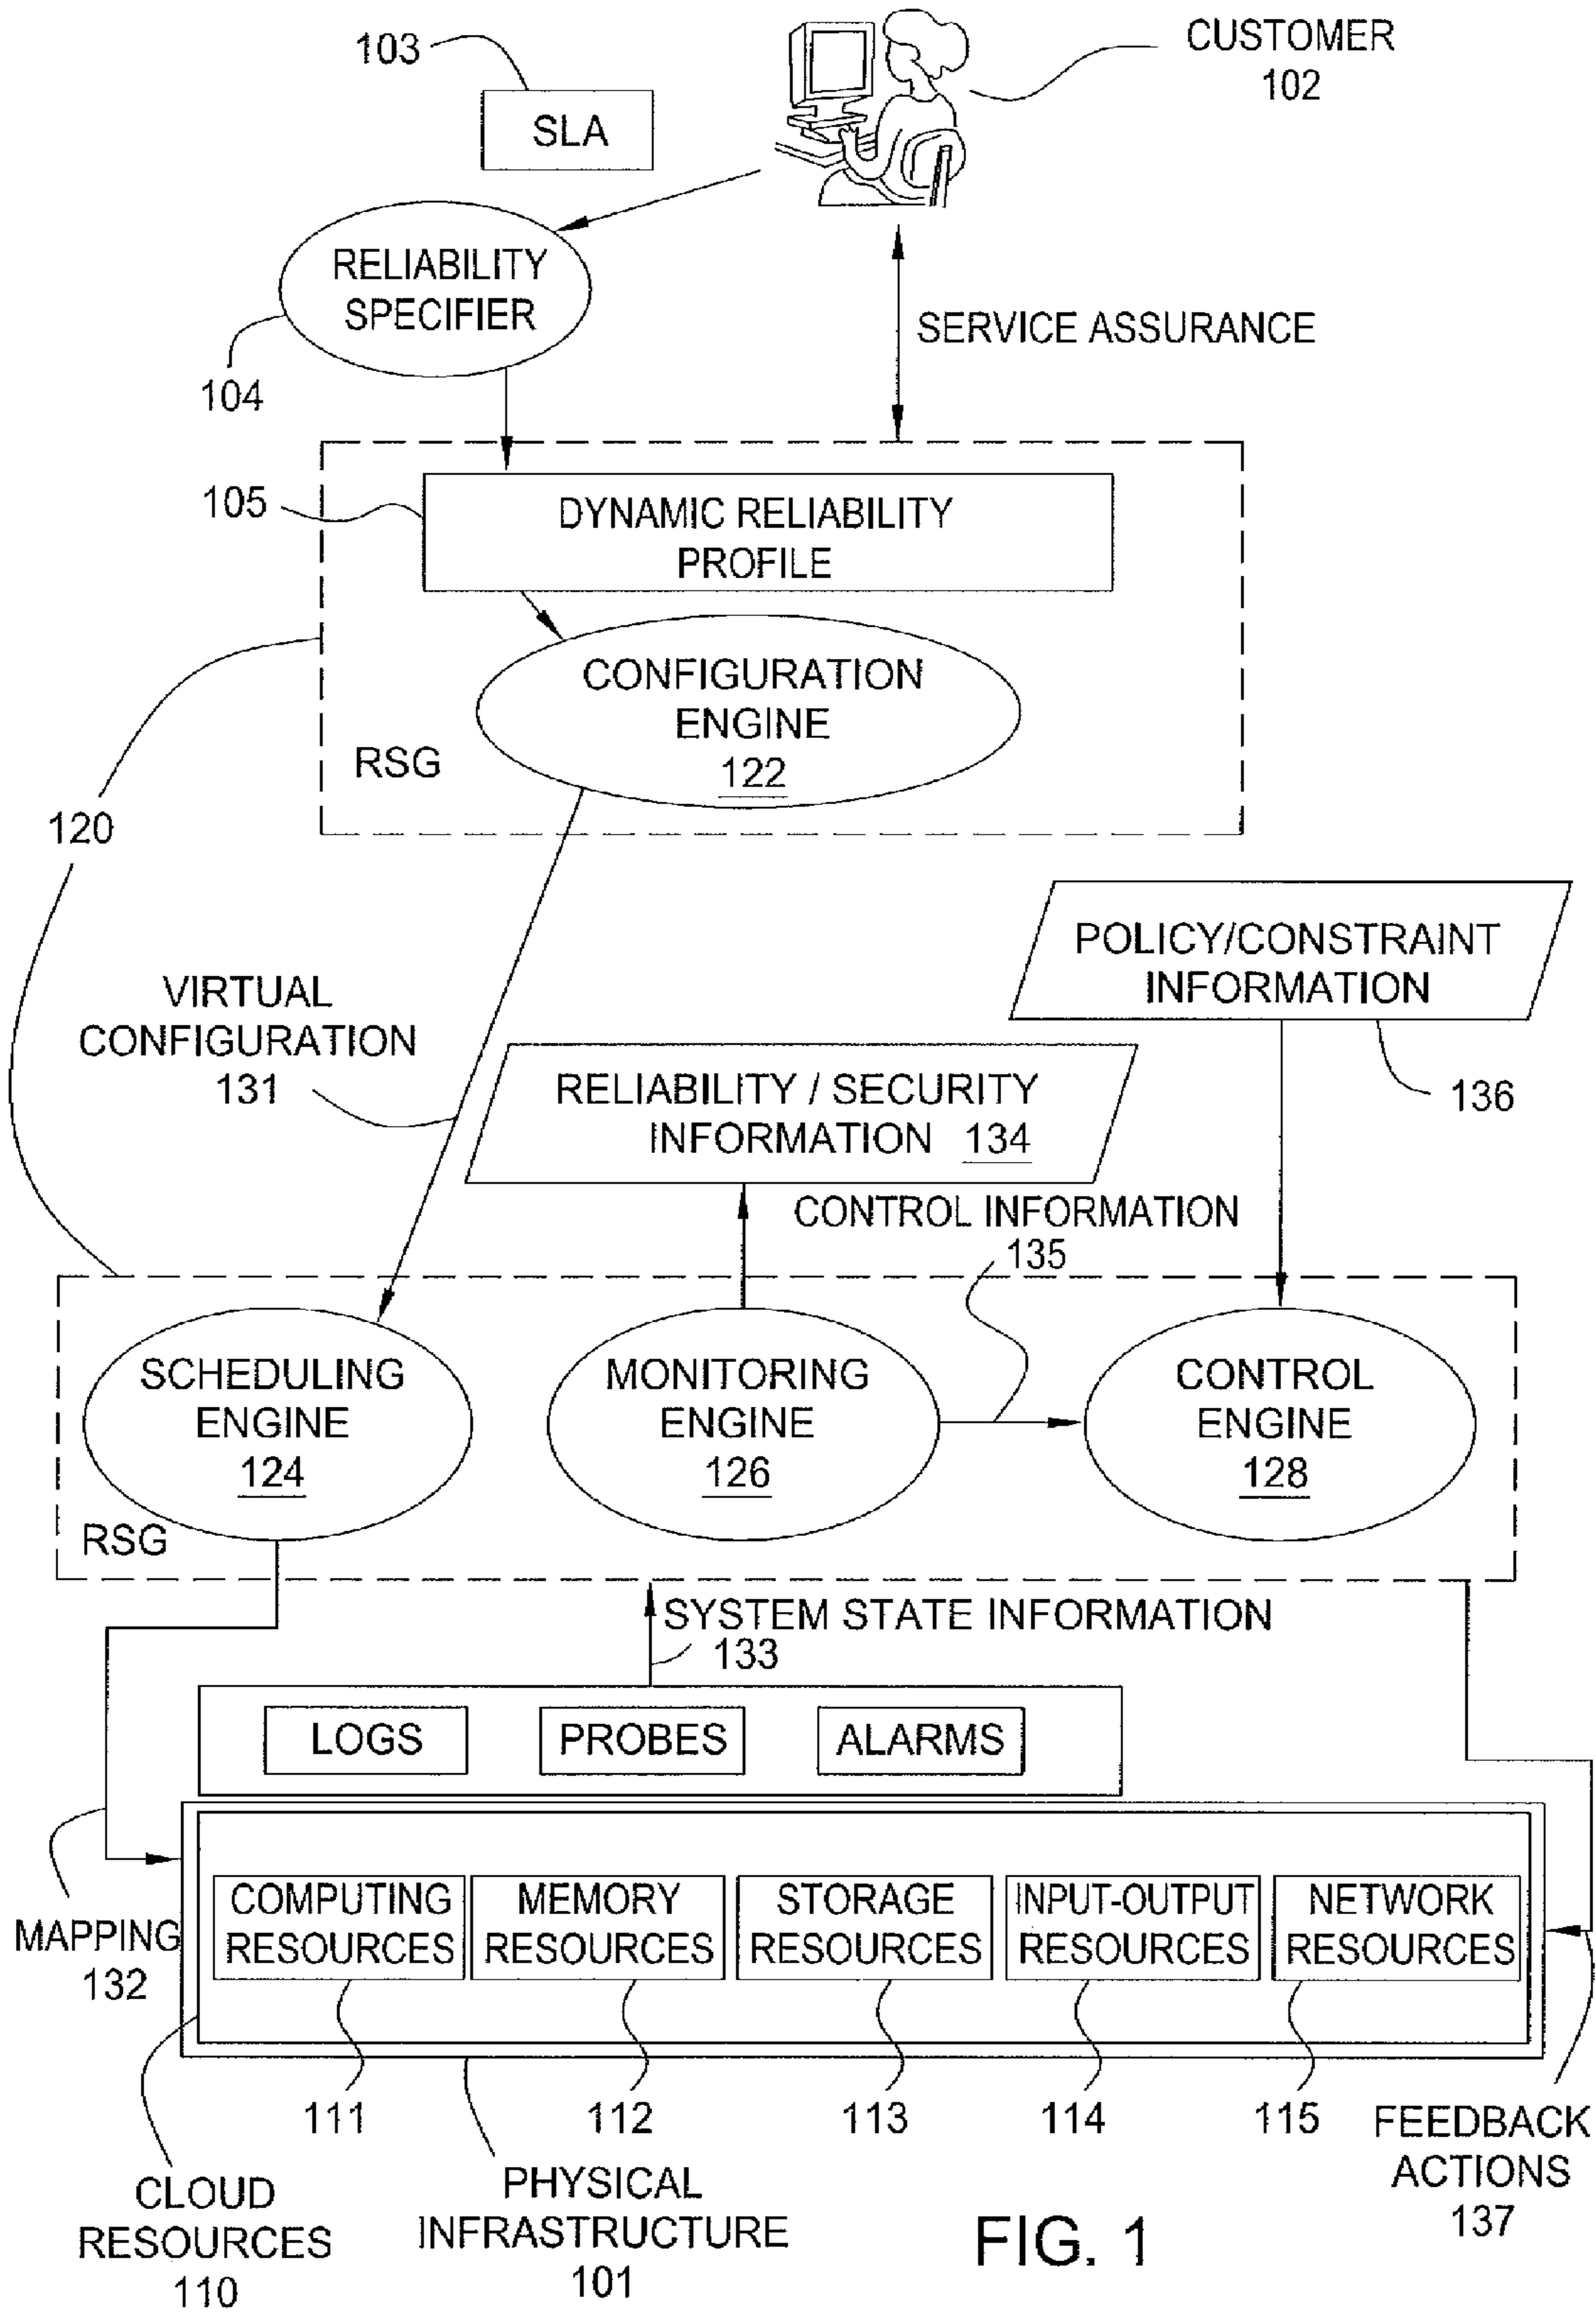 103
SLA
CUSTOMER
102
RELIABILITY
SPECIFIER
104
SERVICE ASSURANCE
105
DYNAMIC RELIABILITY
PROFILE
CONFIGURATION
ENGINE
122
RSG
120
POLICY/CONSTRAINT
INFORMATION
136
VIRTUAL
CONFIGURATION
131
RELIABILITY / SECURITY
INFORMATION 134
CONTROL INFORMATION
135
SCHEDULING
ENGINE
124
MONITORING
ENGINE
126
CONTROL
ENGINE
128
RSG
SYSTEM STATE INFORMATION
133
LOGS
PROBES
ALARMS
MAPPING
132
COMPUTING
RESOURCES
MEMORY
RESOURCES
STORAGE
RESOURCES
INPUT-OUTPUT
RESOURCES
NETWORK
RESOURCES
111
112
113
114
115
FEEDBACK
ACTIONS
137
CLOUD
RESOURCES
110
PHYSICAL
INFRASTRUCTURE
101
FIG. 1